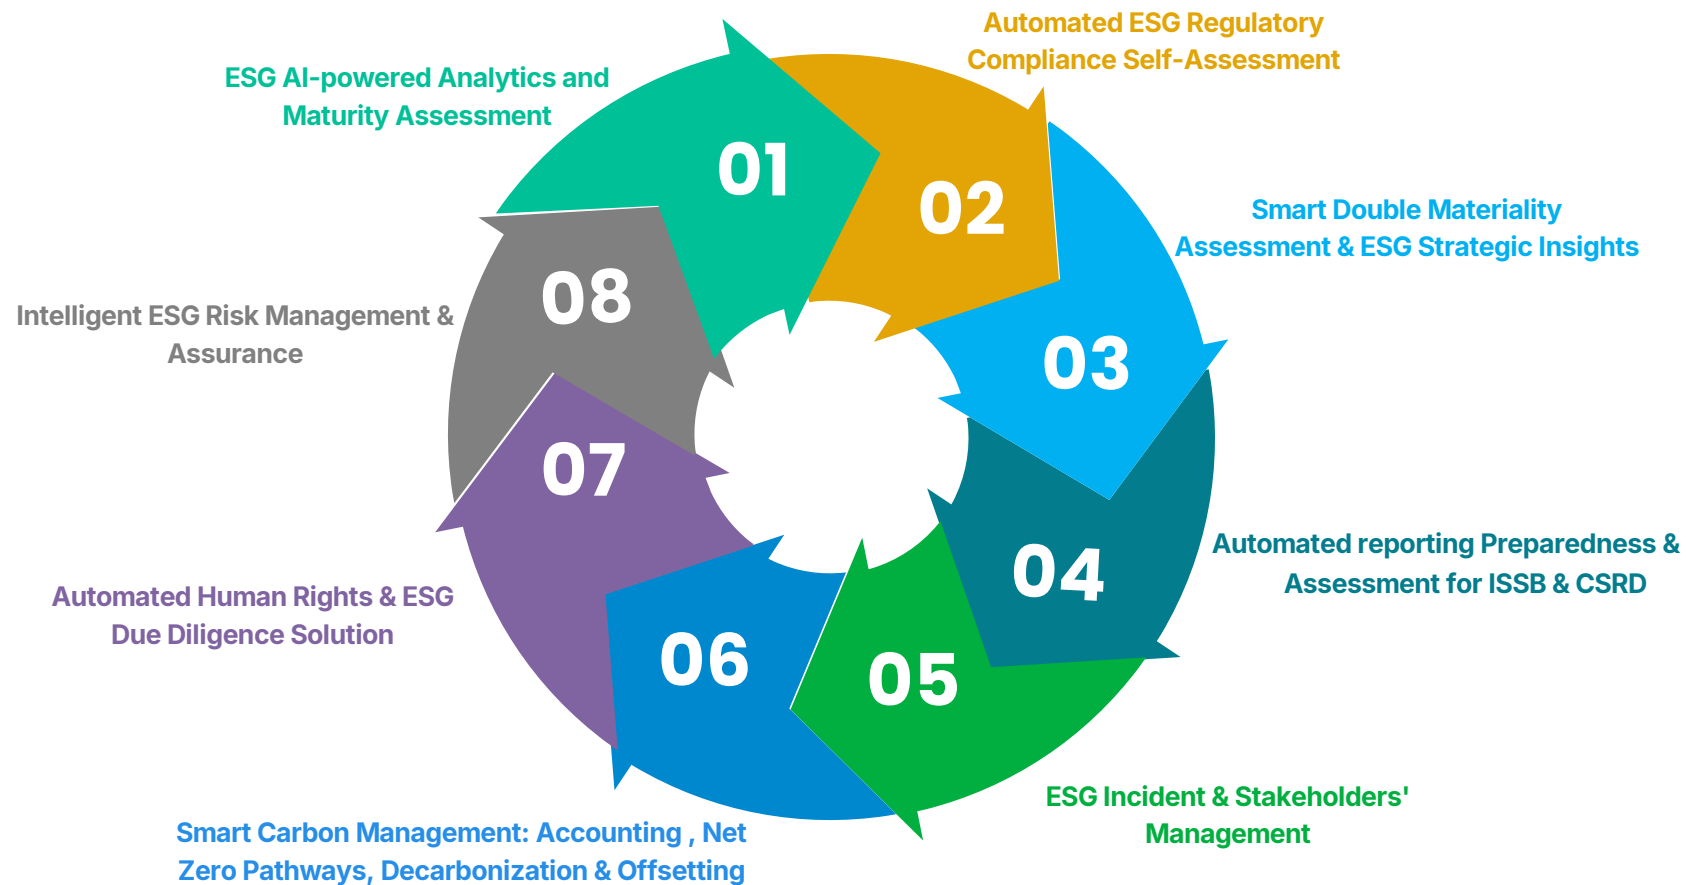 01
ESG AI-powered Analytics and
Maturity Assessment
02
Automated ESG Regulatory
Compliance Self-Assessment
03
Smart Double Materiality
Assessment & ESG Strategic Insights
04
Automated reporting Preparedness &
Assessment for ISSB & CSRD
05
ESG Incident & Stakeholders'
Management
06
Smart Carbon Management: Accounting , Net
Zero Pathways, Decarbonization & Offsetting
07
Automated Human Rights & ESG
Due Diligence Solution
08
Intelligent ESG Risk Management &
Assurance